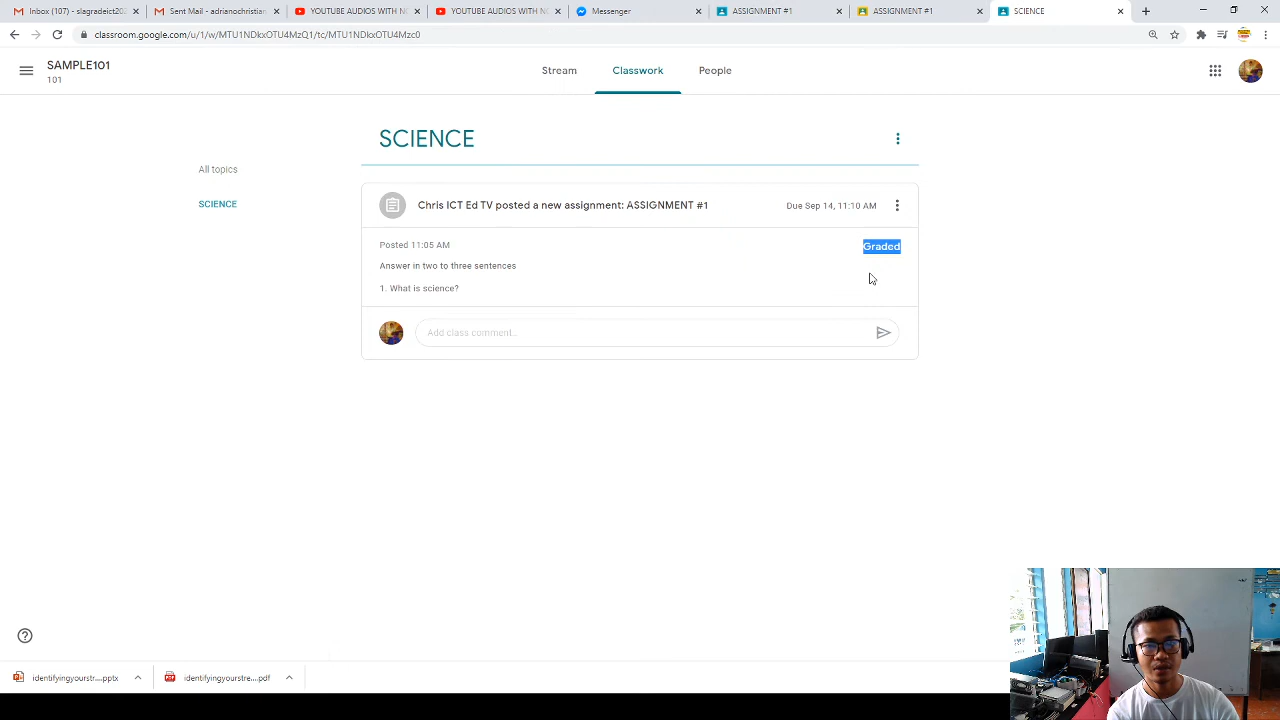 Inbox (107) - slagradeict202
Sent Mail - adrianochristian
YOUTUBE AUDIOS WITH NO
YOUTUBE AUDIOS WITH NO
Messenger
ASSIGNMENT #1
ASSIGNMENT #1
SCIENCE
classroom.google.com/u/1/w/MTU1NDkxOTU4MzQ1/tc/MTU1NDkxOTU4Mzc0
SAMPLE101
101
Stream
Classwork
People
SCIENCE
All topics
SCIENCE
Chris ICT Ed TV posted a new assignment: ASSIGNMENT #1
Due Sep 14, 11:10 AM
Posted 11:05 AM
Graded
Answer in two to three sentences
1. What is science?
Add class comment...
identifyingyourstr....pptx
identifyingyourstre....pdf